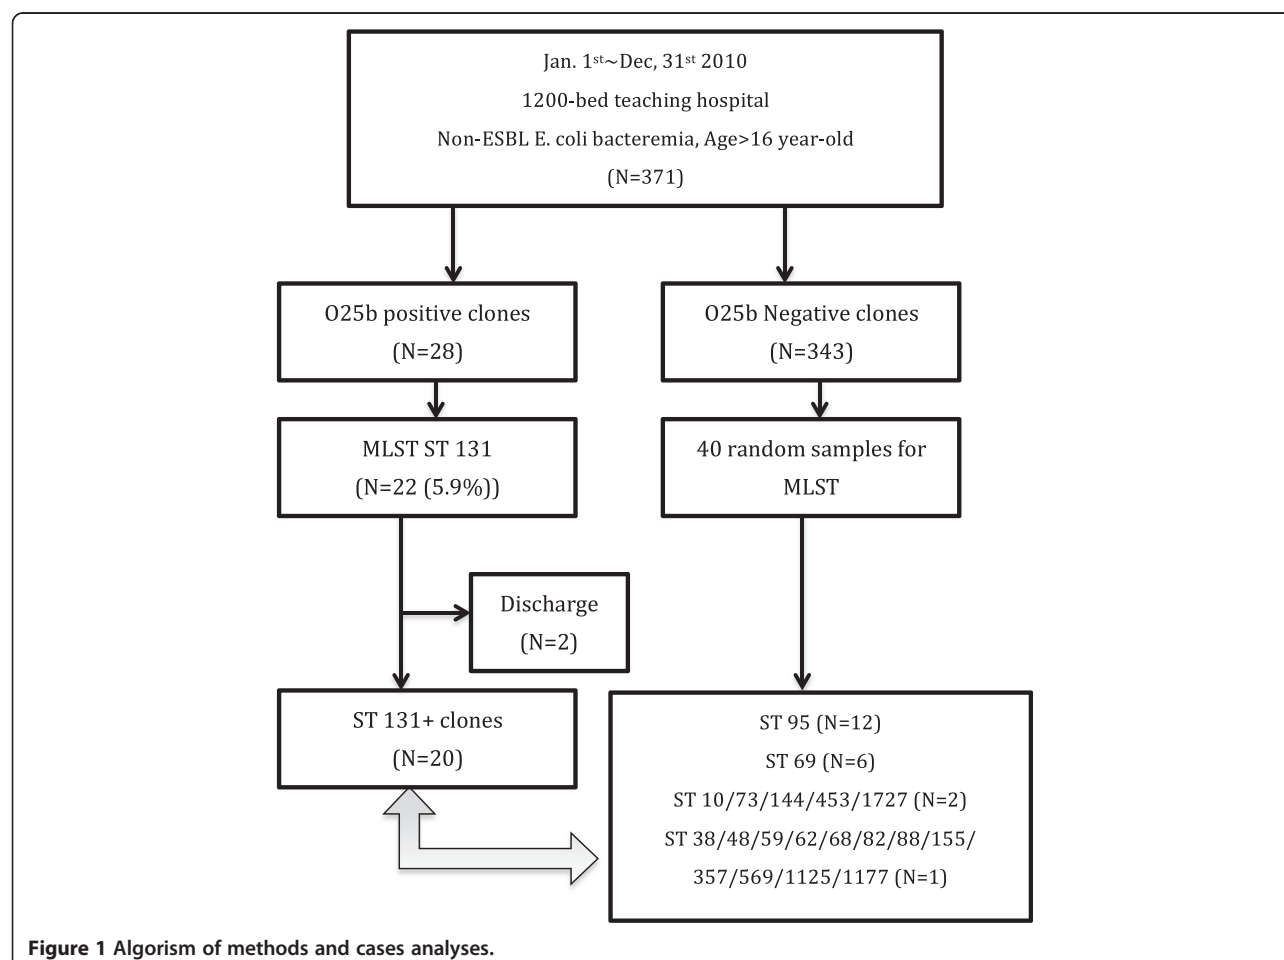 Jan. 1st~Dec, 31st 2010
1200-bed teaching hospital
Non-ESBL E. coli bacteremia, Age>16 year-old
(N=371)
O25b positive clones
(N=28)
O25b Negative clones
(N=343)
MLST ST 131
(N=22 (5.9%))
40 random samples for
MLST
Discharge
(N=2)
ST 131+ clones
(N=20)
ST 95 (N=12)
ST 69 (N=6)
ST 10/73/144/453/1727 (N=2)
ST 38/48/59/62/68/82/88/155/
357/569/1125/1177 (N=1)
Figure 1 Algorism of methods and cases analyses.